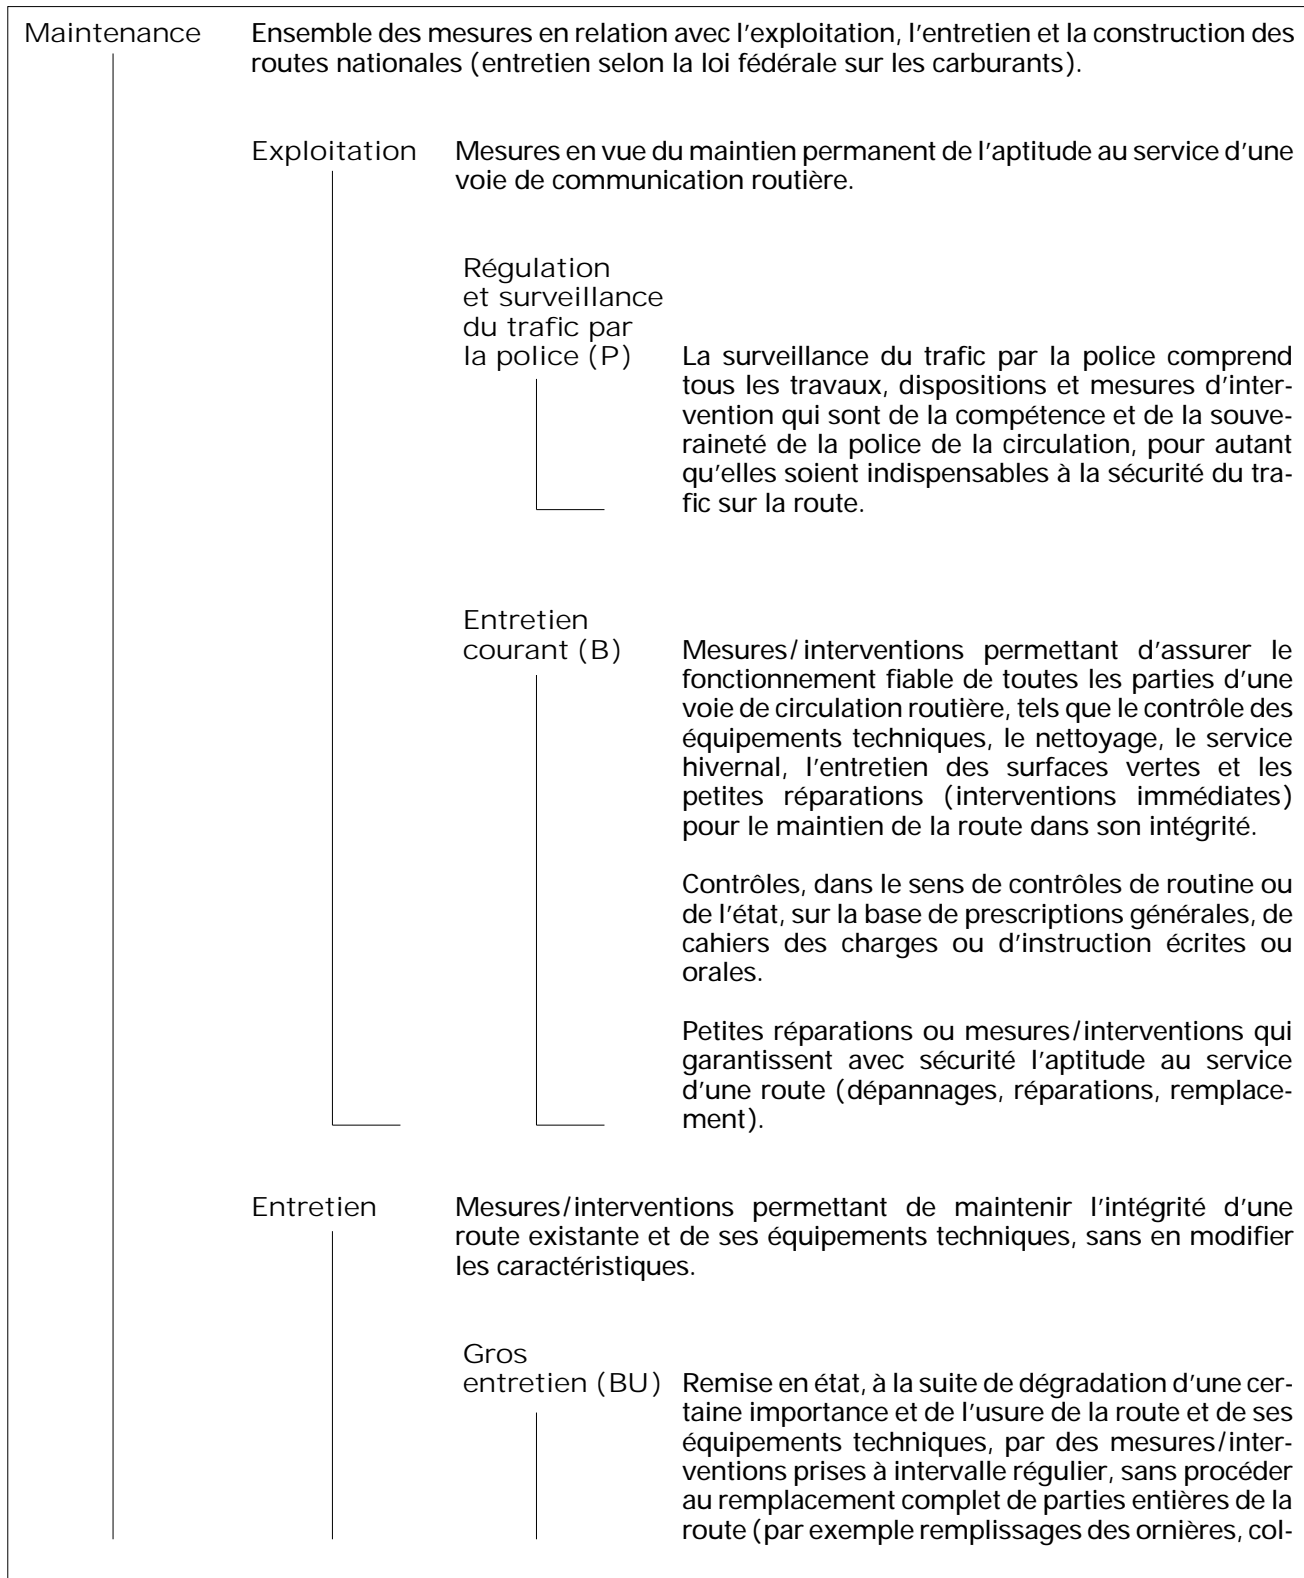 Maintenance Ensemble des mesures en relation avec l'exploitation, l'entretien et la construction des
routes nationales (entretien selon la loi fédérale sur les carburants).
Exploitation Mesures en vue du maintien permanent de l'aptitude au service d'une
voie de communication routière.
Régulation
et surveillance
du trafic par
la police (P) La surveillance du trafic par la police comprend
tous les travaux, dispositions et mesures d'inter-
vention qui sont de la compétence et de la souve-
raineté de la police de la circulation, pour autant
qu'elles soient indispensables à la sécurité du tra-
fic sur la route.
Entretien
courant (B) Mesures/interventions permettant d'assurer le
fonctionnement fiable de toutes les parties d'une
voie de circulation routière, tels que le contrôle des
équipements techniques, le nettoyage, le service
hivernal, l'entretien des surfaces vertes et les
petites réparations (interventions immédiates)
pour le maintien de la route dans son intégrité.
Contrôles, dans le sens de contrôles de routine ou
de l'état, sur la base de prescriptions générales, de
cahiers des charges ou d'instruction écrites ou
orales.
Petites réparations ou mesures/interventions qui
garantissent avec sécurité l'aptitude au service
d'une route (dépannages, réparations, remplace-
ment).
Entretien Mesures/interventions permettant de maintenir l'intégrité d'une
route existante et de ses équipements techniques, sans en modifier
les caractéristiques.
Gros
entretien (BU) Remise en état, à la suite de dégradation d'une cer-
taine importance et de l'usure de la route et de ses
équipements techniques, par des mesures/inter-
ventions prises à intervalle régulier, sans procéder
au remplacement complet de parties entières de la
route (par exemple remplissages des ornières, col-